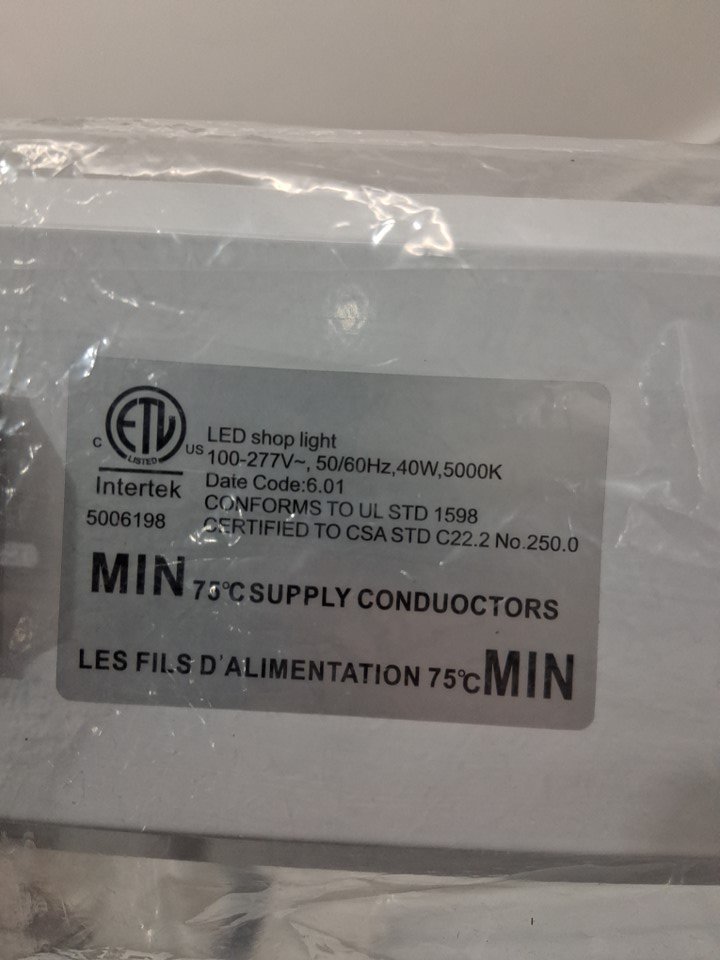 C ETL US
LISTED
Intertek
5006198
LED shop light
100-277V~, 50/60Hz,40W,5000K
Date Code:6.01
CONFORMS TO UL STD 1598
CERTIFIED TO CSA STD C22.2 No.250.0
MIN 75°C SUPPLY CONDUOCTORS
LES FILS D'ALIMENTATION 75°C MIN